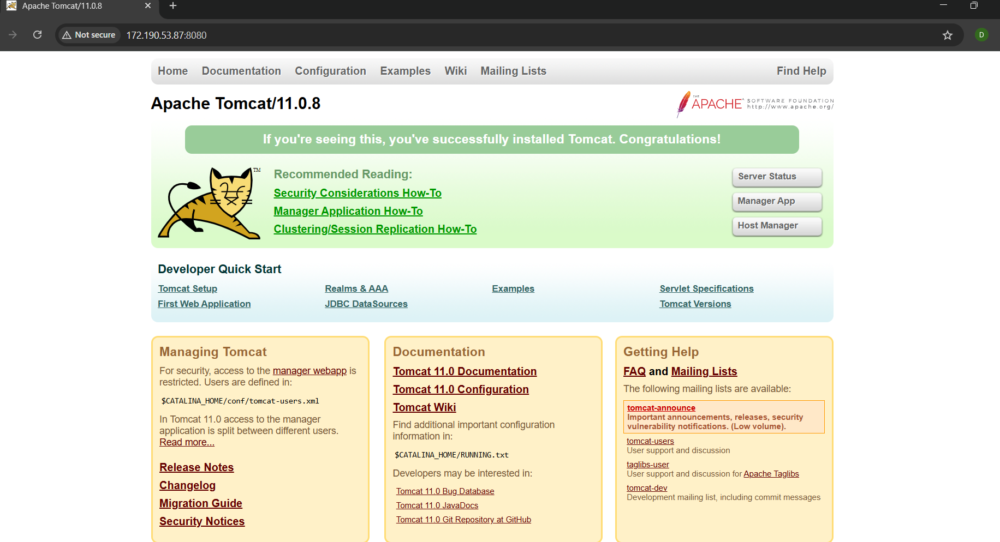 Apache Tomcat/11.0.8
Not secure 172.190.53.87:8080
D
Home Documentation Configuration Examples Wiki Mailing Lists Find Help
Apache Tomcat/11.0.8
THE APACHE SOFTWARE FOUNDATION
http://www.apache.org/
If you're seeing this, you've successfully installed Tomcat. Congratulations!
TM
Recommended Reading:
Security Considerations How-To
Manager Application How-To
Clustering/Session Replication How-To
Server Status
Manager App
Host Manager
Developer Quick Start
Tomcat Setup
First Web Application
Realms & AAA
JDBC DataSources
Examples
Servlet Specifications
Tomcat Versions
Managing Tomcat
For security, access to the manager webapp is
restricted. Users are defined in:
$CATALINA_HOME/conf/tomcat-users.xml
In Tomcat 11.0 access to the manager
application is split between different users.
Read more...
Release Notes
Changelog
Migration Guide
Security Notices
Documentation
Tomcat 11.0 Documentation
Tomcat 11.0 Configuration
Tomcat Wiki
Find additional important configuration
information in:
$CATALINA_HOME/RUNNING.txt
Developers may be interested in:
Tomcat 11.0 Bug Database
Tomcat 11.0 JavaDocs
Tomcat 11.0 Git Repository at GitHub
Getting Help
FAQ and Mailing Lists
The following mailing lists are available:
tomcat-announce
Important announcements, releases, security
vulnerability notifications. (Low volume).
tomcat-users
User support and discussion
taglibs-user
User support and discussion for Apache Taglibs
tomcat-dev
Development mailing list, including commit messages